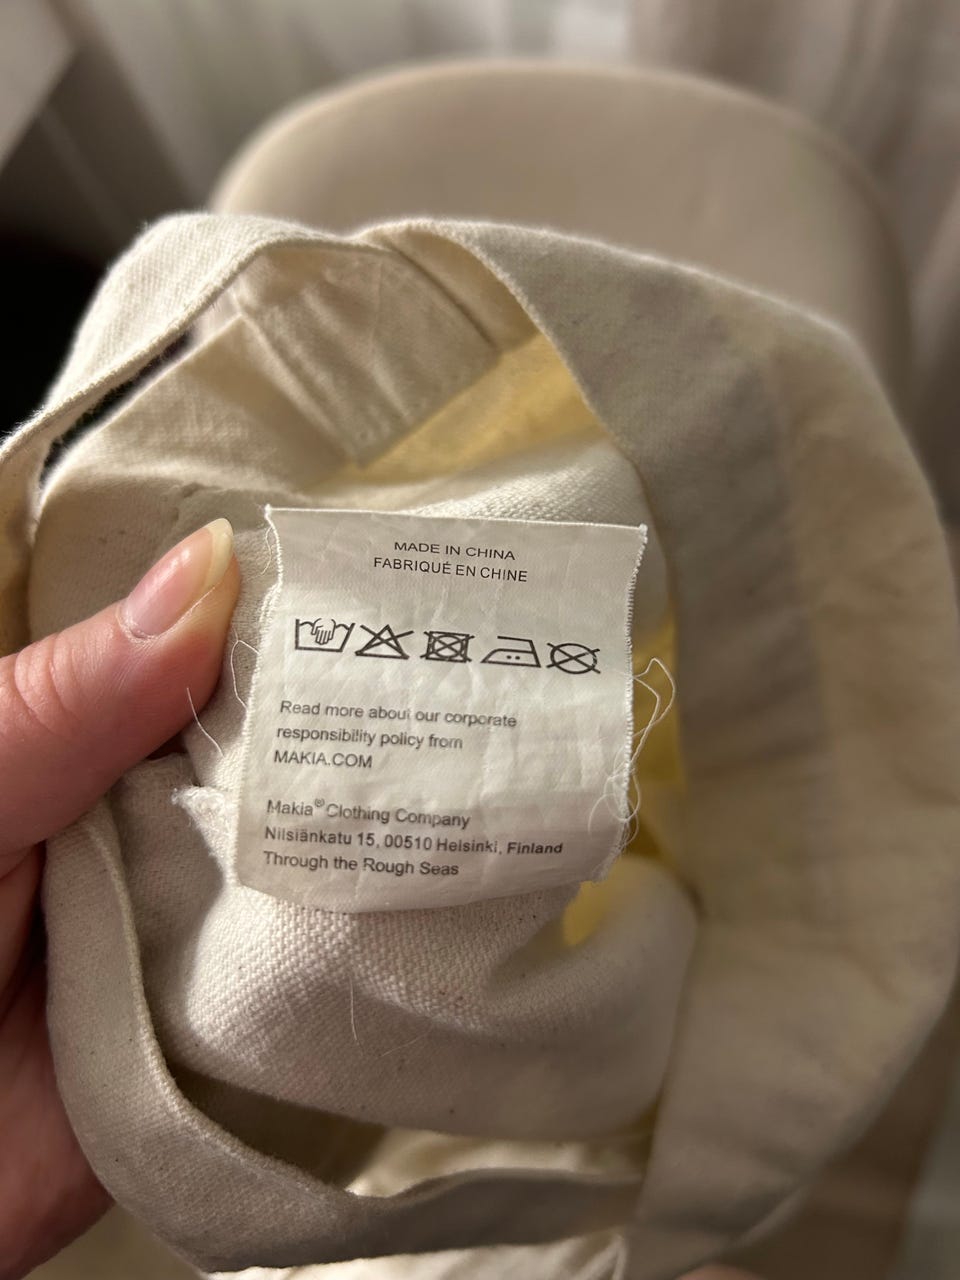 MADE IN CHINA
FABRIQUÉ EN CHINE
Read more about our corporate
responsibility policy from
MAKIA.COM
Makia® Clothing Company
Nilsiänkatu 15, 00510 Helsinki, Finland
Through the Rough Seas